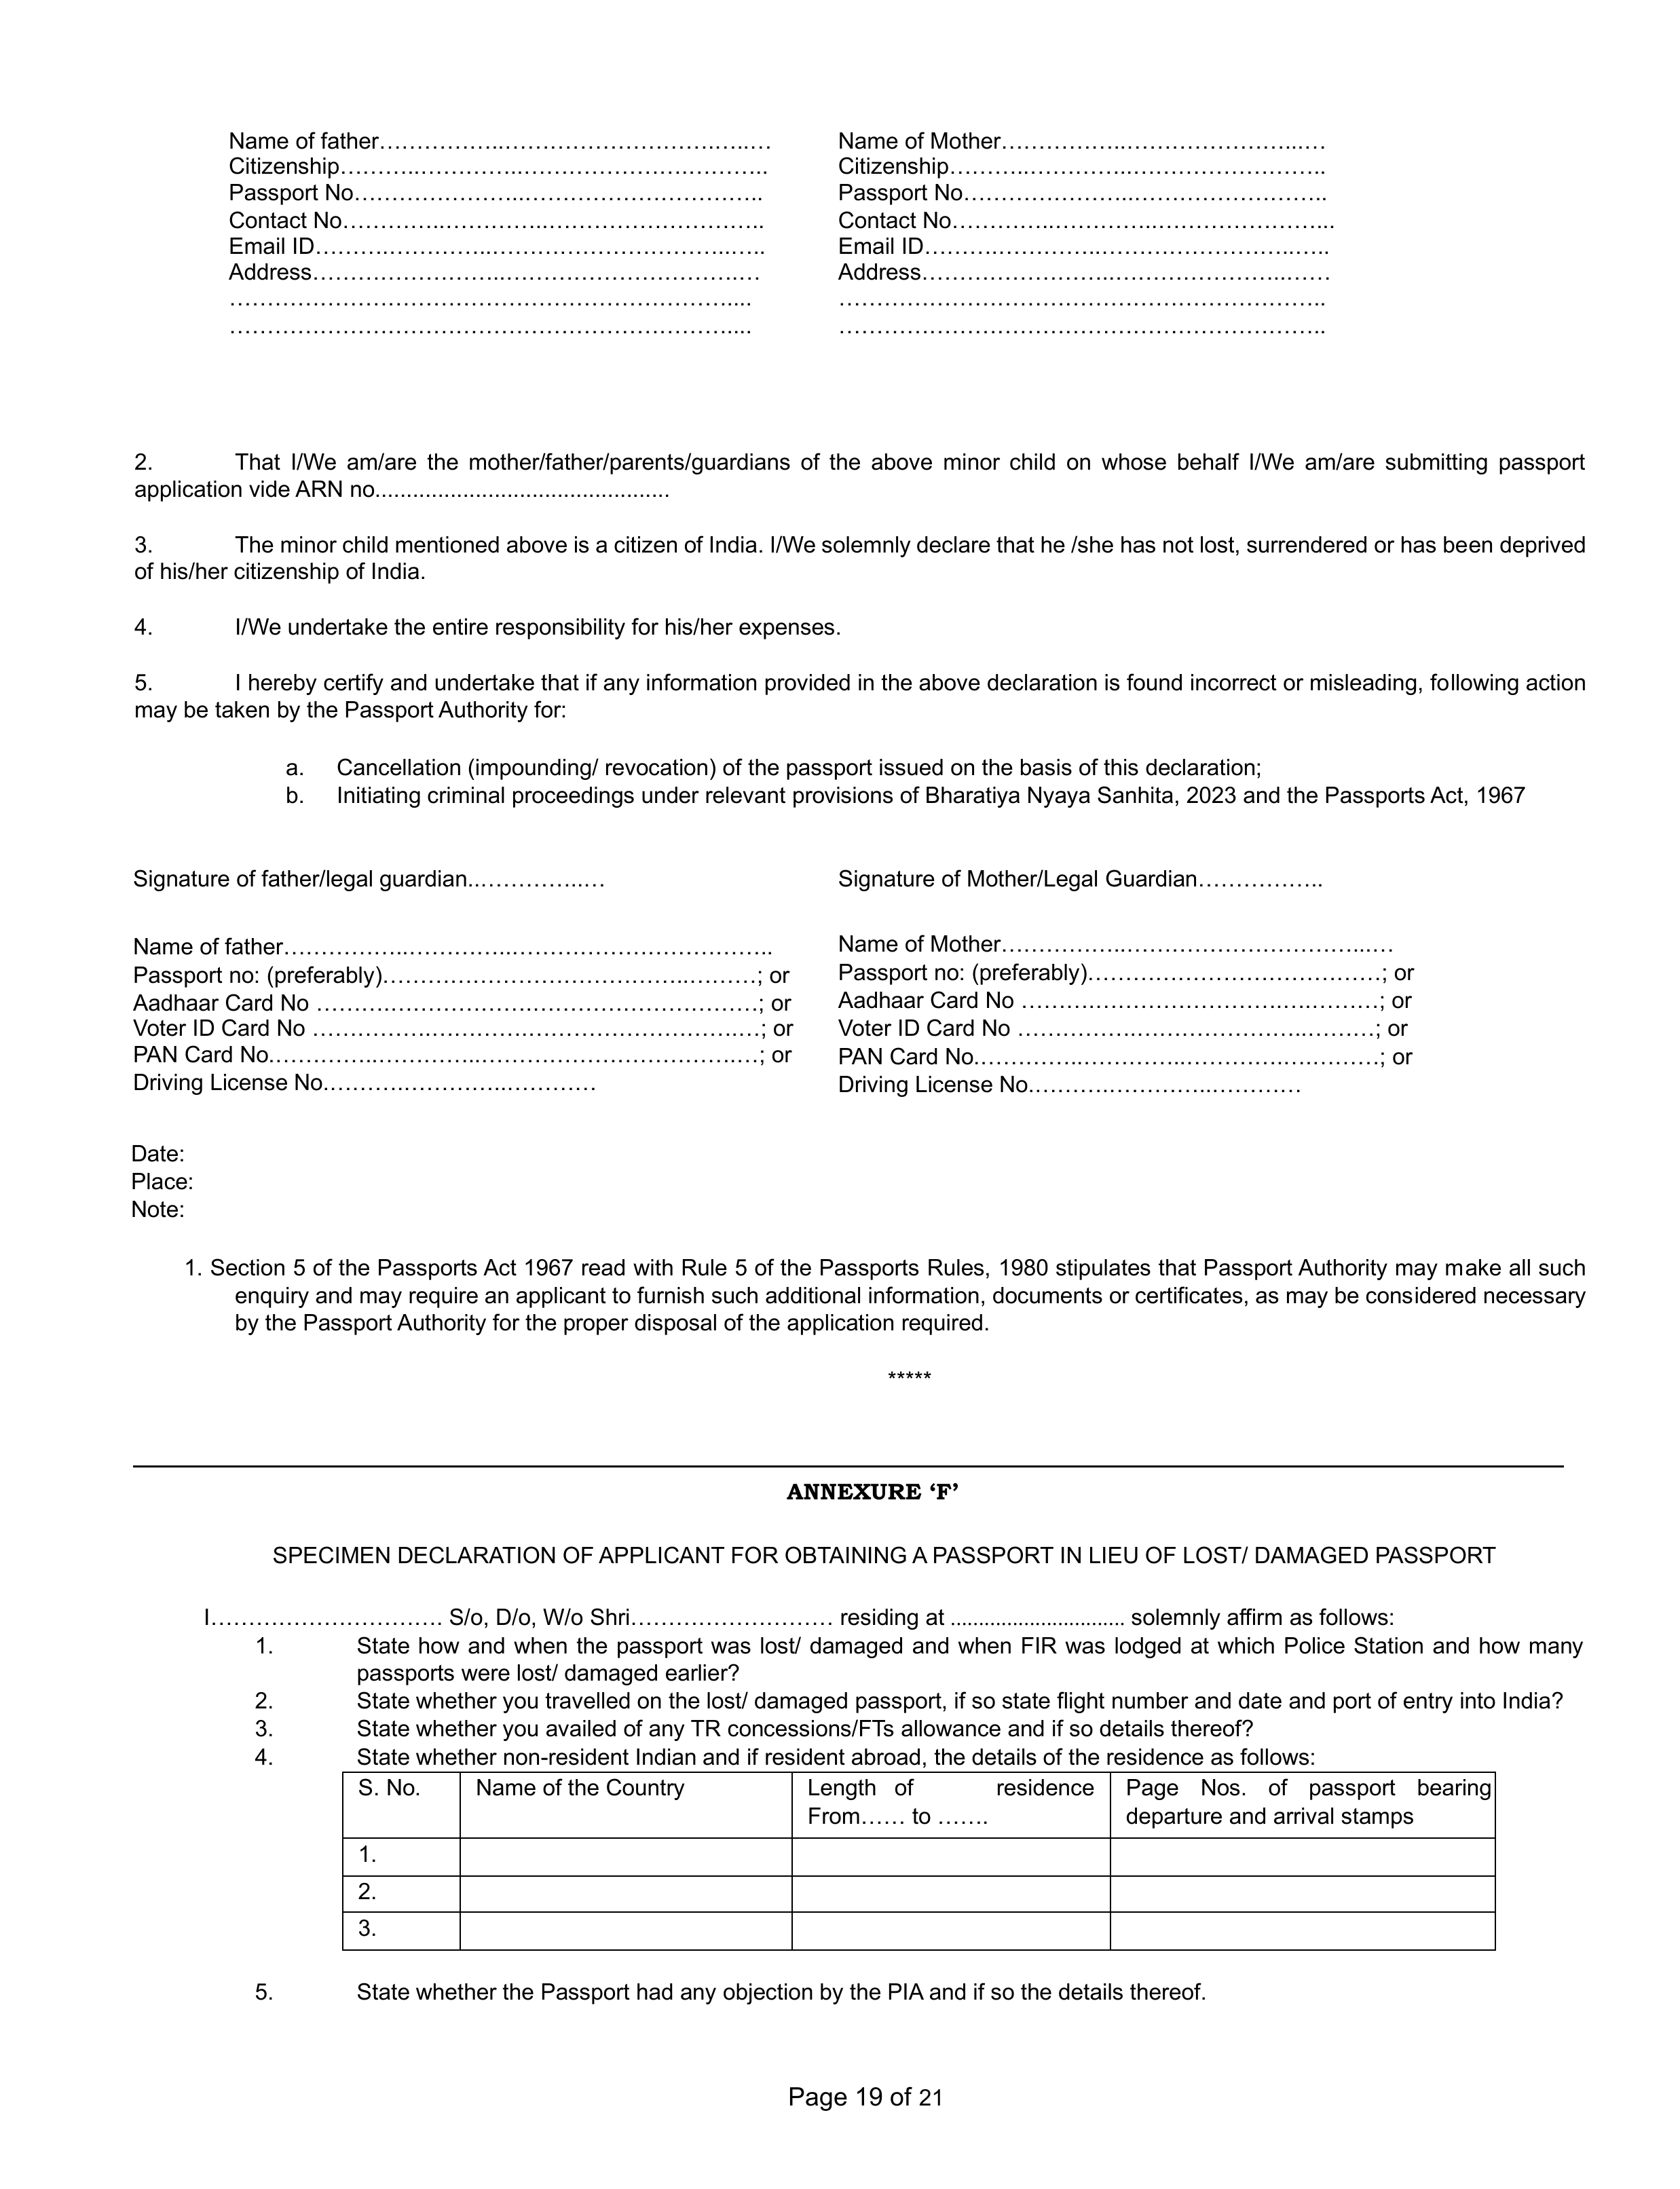 Name of father……………..……………………….…..…
Citizenship………..…………..………………….………..
Passport No…………………...………………………..
Contact No…………..…………..……………………..
Email ID……….………….………………………...…..
Address………………..…………………………….…
…………………………………………………………....
…………………………………………………………....
Name of Mother……………..………………...…
Citizenship………..…………..…………………..
Passport No…………………...…………………..
Contact No…………..…………..………………...
Email ID……….………….…………………..…..
Address………………..…………………...……
………………………………………………………..
………………………………………………………..
2. That I/We am/are the mother/father/parents/guardians of the above minor child on whose behalf I/We am/are submitting passport
application vide ARN no...............................................
3. The minor child mentioned above is a citizen of India. I/We solemnly declare that he /she has not lost, surrendered or has been deprived
of his/her citizenship of India.
4. I/We undertake the entire responsibility for his/her expenses.
5. I hereby certify and undertake that if any information provided in the above declaration is found incorrect or misleading, following action
may be taken by the Passport Authority for:
a. Cancellation (impounding/ revocation) of the passport issued on the basis of this declaration;
b. Initiating criminal proceedings under relevant provisions of Bharatiya Nyaya Sanhita, 2023 and the Passports Act, 1967
Signature of father/legal guardian..…………...…
Signature of Mother/Legal Guardian……………..
Name of father……………..…………..……………………………..
Passport no: (preferably)………………………………...………; or
Aadhaar Card No ……………….………..………………………; or
Voter ID Card No ……………………….……………………..…; or
PAN Card No…………..…………..……………………….……; or
Driving License No………..…………...…………
Name of Mother……………..………………………...…
Passport no: (preferably)……………………………………; or
Aadhaar Card No ……………….………..……………..………; or
Voter ID Card No ……………………….…………..………; or
PAN Card No…………..…………..…………..…………; or
Driving License No………..…………...…………
Date:
Place:
Note:
1. Section 5 of the Passports Act 1967 read with Rule 5 of the Passports Rules, 1980 stipulates that Passport Authority may make all such
enquiry and may require an applicant to furnish such additional information, documents or certificates, as may be considered necessary
by the Passport Authority for the proper disposal of the application required.
*****
ANNEXURE ‘F’
SPECIMEN DECLARATION OF APPLICANT FOR OBTAINING A PASSPORT IN LIEU OF LOST/ DAMAGED PASSPORT
I…………………………. S/o, D/o, W/o Shri……………………… residing at .............................. solemnly affirm as follows:
1. State how and when the passport was lost/ damaged and when FIR was lodged at which Police Station and how many
passports were lost/ damaged earlier?
2. State whether you travelled on the lost/ damaged passport, if so state flight number and date and port of entry into India?
3. State whether you availed of any TR concessions/FTs allowance and if so details thereof?
4. State whether non-resident Indian and if resident abroad, the details of the residence as follows:
S. No.
Name of the Country
Length of residence
From…… to …….
Page Nos. of passport bearing
departure and arrival stamps
1.
2.
3.
5. State whether the Passport had any objection by the PIA and if so the details thereof.
Page 19 of 21